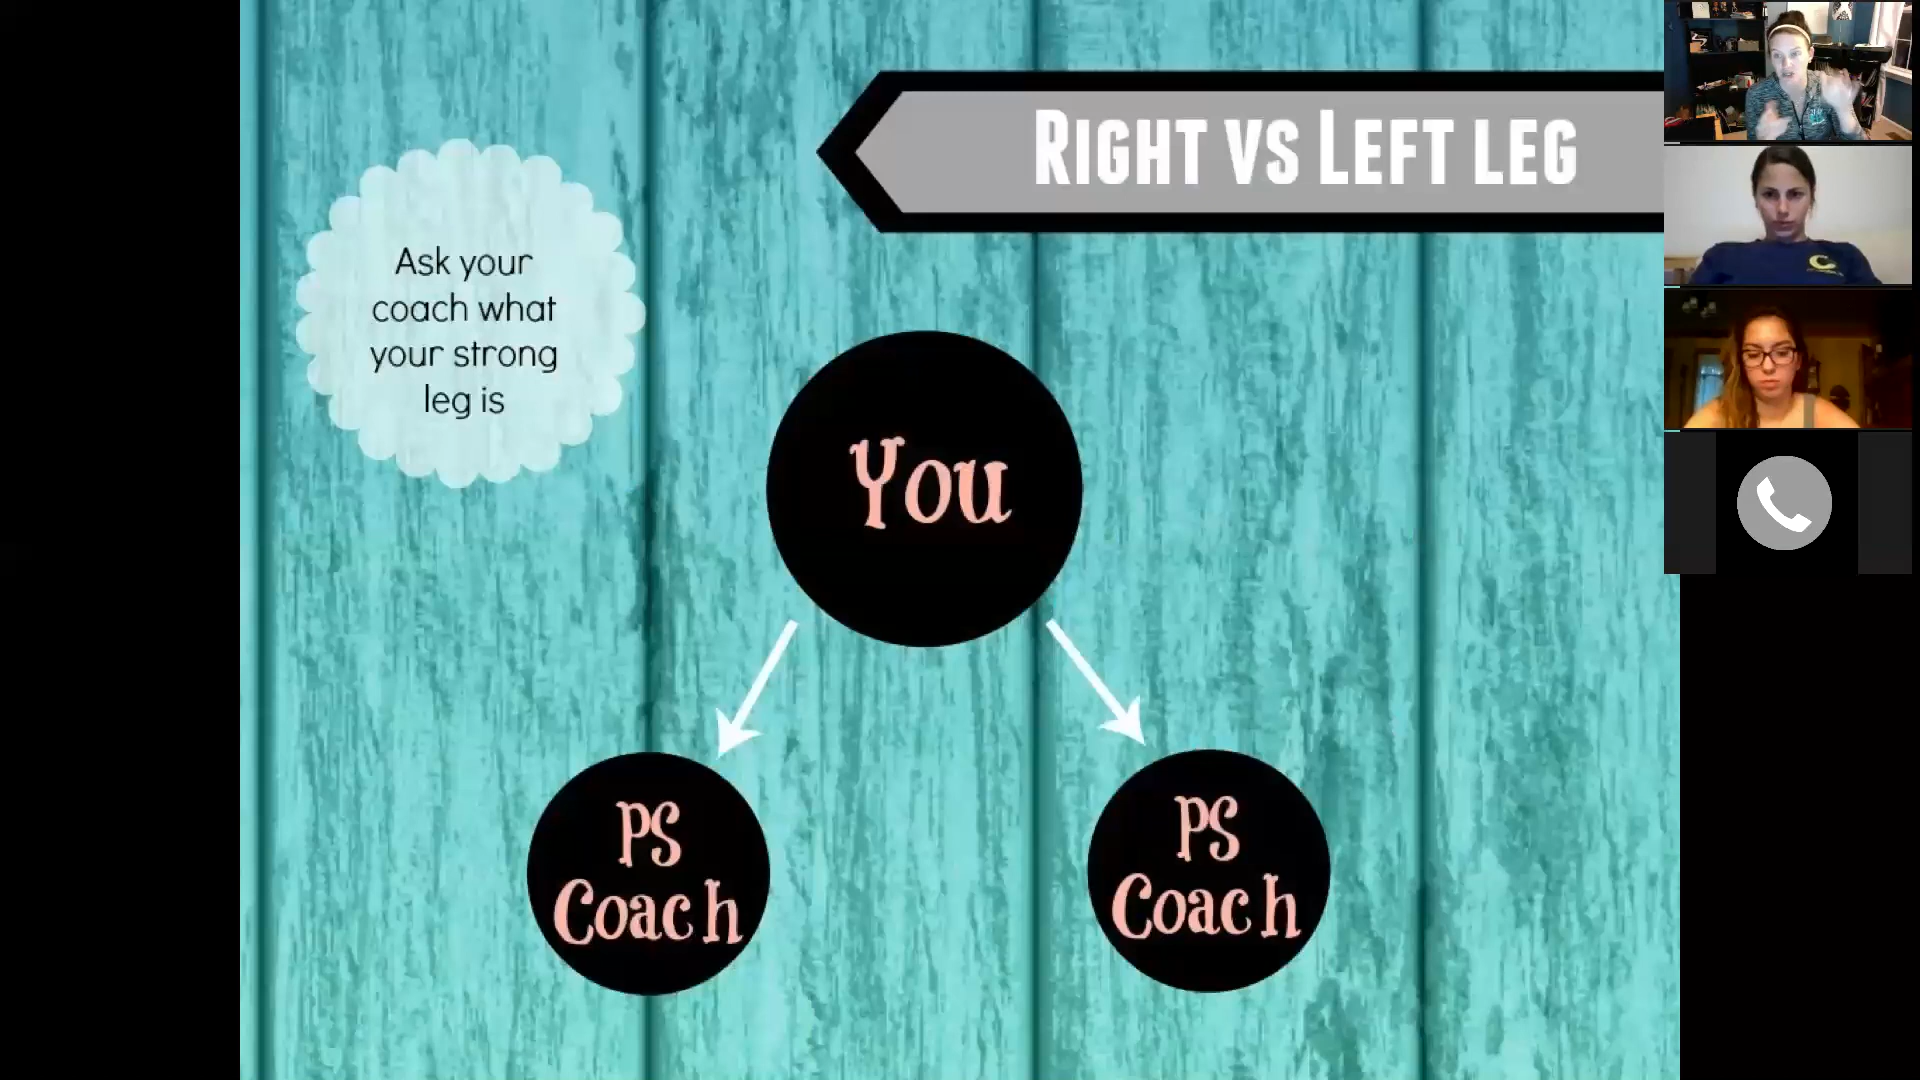 Right vs Left leg
Ask your
coach what
your strong
leg is
You
PS
Coach
PS
Coach
C